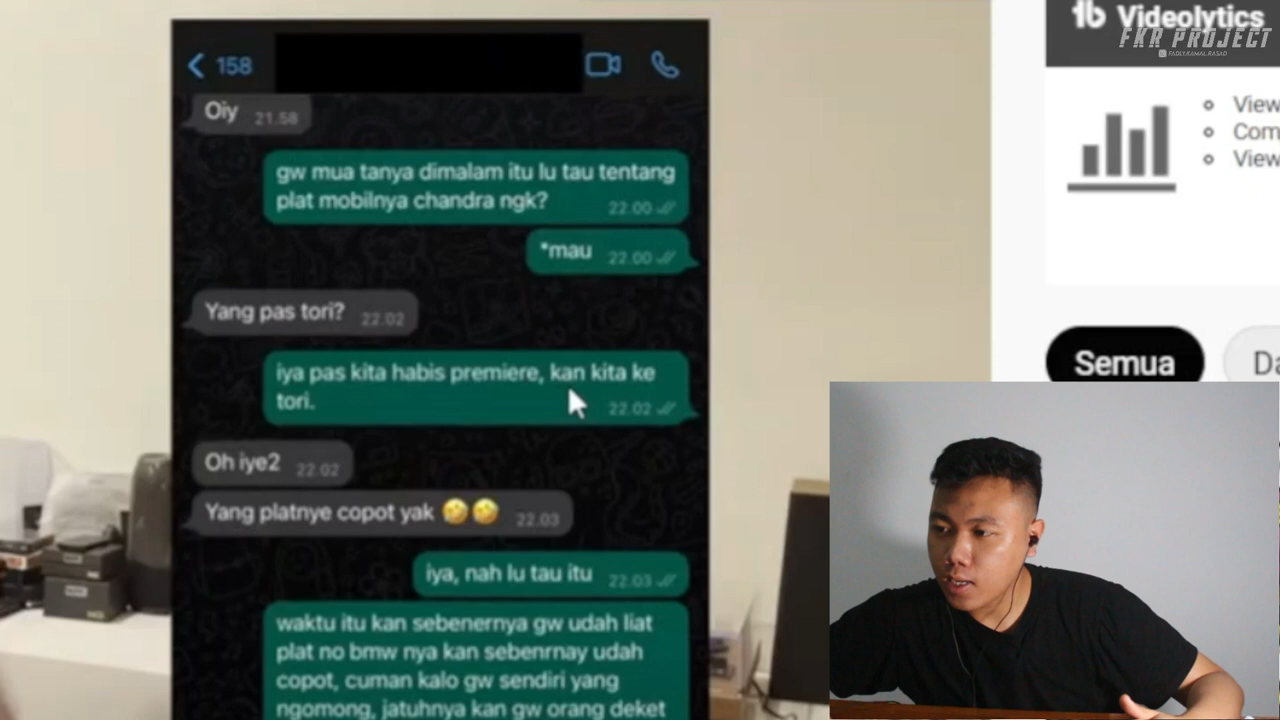 158
Oiy 21.58
gw mua tanya dimalam itu lu tau tentang
plat mobilnya chandra ngk?
22.00
*mau 22.00
Yang pas tori? 22.02
iya pas kita habis premiere, kan kita ke
tori.
22.02
Oh iye2 22.02
Yang platnye copot yak 🤣🤣 22.03
iya, nah lu tau itu 22.03
waktu itu kan sebenernya gw udah liat
plat no bmw nya kan sebenrnay udah
copot, cuman kalo gw sendiri yang
ngomong, jatuhnya kan gw orang deket
tb Videolytics
FKR PROJECT
FADLY.KAMAL.RASAD
View
Com
View
Semua
Da